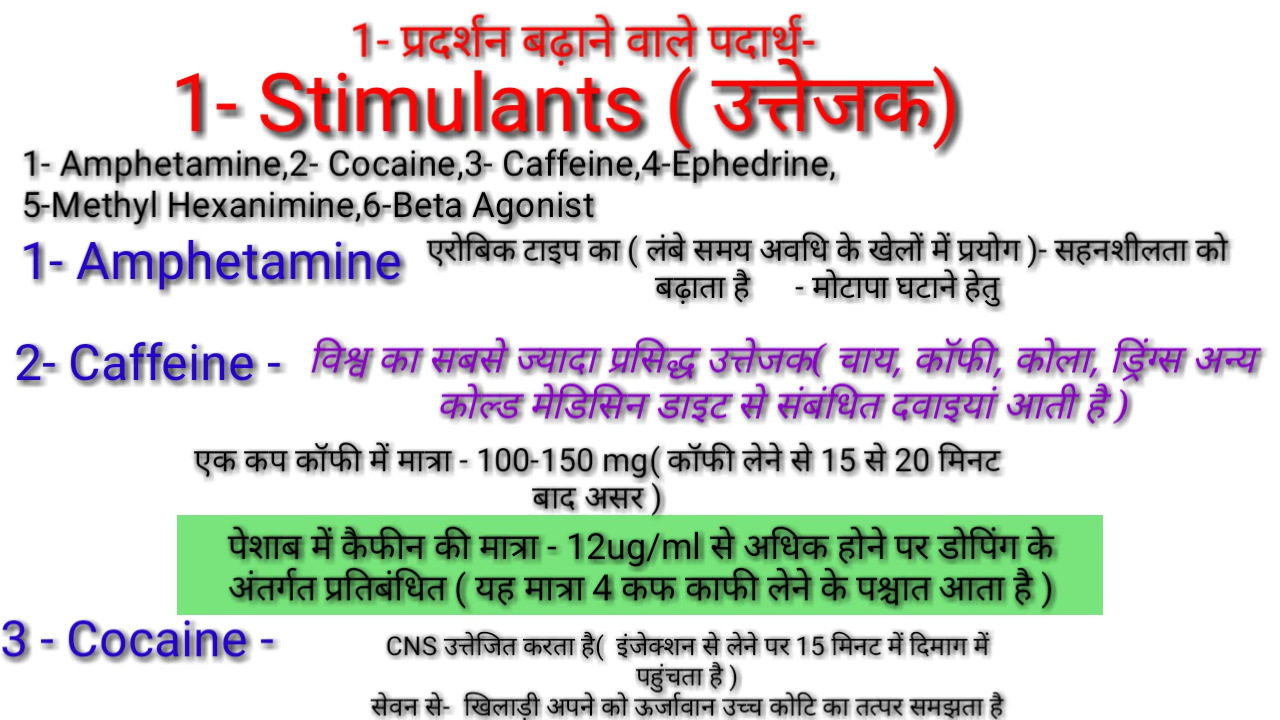 1- प्रदर्शन बढ़ाने वाले पदार्थ-
1- Stimulants ( उत्तेजक)
1- Amphetamine,2- Cocaine,3- Caffeine,4-Ephedrine,
5-Methyl Hexanimine,6-Beta Agonist
1- Amphetamine एरोबिक टाइप का ( लंबे समय अवधि के खेलों में प्रयोग )- सहनशीलता को
बढ़ाता है - मोटापा घटाने हेतु
2- Caffeine - विश्व का सबसे ज्यादा प्रसिद्ध उत्तेजक( चाय, कॉफी, कोला, ड्रिंग्स अन्य
कोल्ड मेडिसिन डाइट से संबंधित दवाइयां आती है )
एक कप कॉफी में मात्रा - 100-150 mg( कॉफी लेने से 15 से 20 मिनट
बाद असर )
पेशाब में कैफीन की मात्रा - 12ug/ml से अधिक होने पर डोपिंग के
अंतर्गत प्रतिबंधित ( यह मात्रा 4 कफ काफी लेने के पश्चात आता है )
3 - Cocaine - CNS उत्तेजित करता है( इंजेक्शन से लेने पर 15 मिनट में दिमाग में
पहुंचता है )
सेवन से- खिलाड़ी अपने को ऊर्जावान उच्च कोटि का तत्पर समझता है